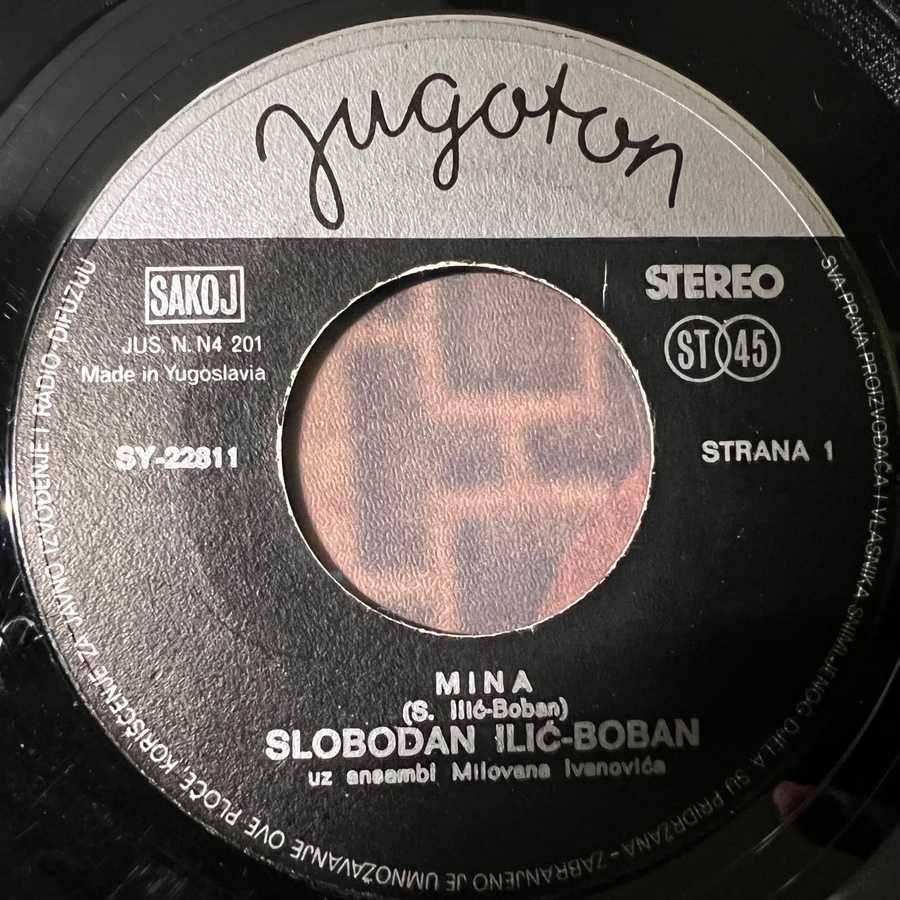 Jugoton
SAKOJ
JUS. N. N4 201
Made in Yugoslavia
SY-22811
STEREO
ST 45
STRANA 1
MINA
(S. Ilić-Boban)
SLOBODAN ILIĆ-BOBAN
uz ansambl Milovana Ivanovića
SVA PRAVA PROIZVOĐAČA I VLASNIKA SNIMLJENOG DJELA SU PRIDRŽANA - ZABRANJENO JE UMNOŽAVANJE OVE PLOČE, KORIŠĆENJE ZA JAVNO IZVOĐENJE I RADIO-DIFUZIJU